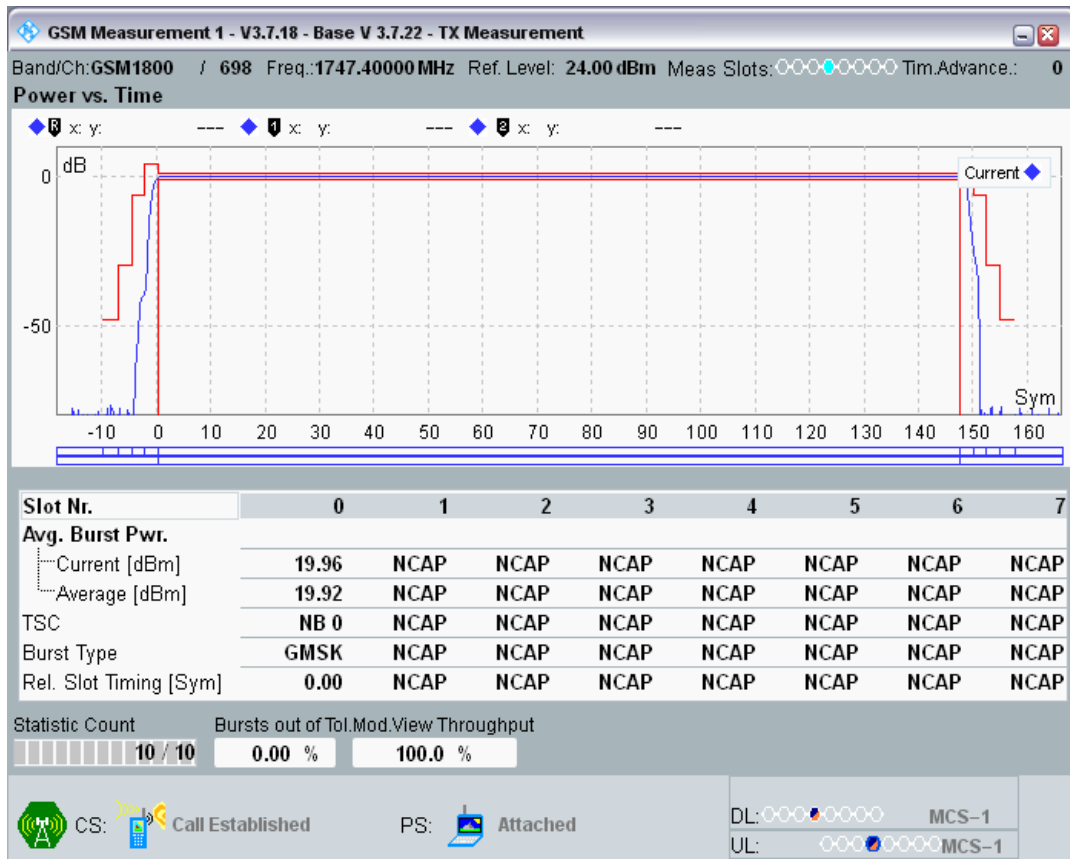 GSM Measurement 1 - V3.7.18 - Base V 3.7.22 - TX Measurement
Band/Ch:GSM1800 / 698 Freq.:1747.40000 MHz Ref. Level: 24.00 dBm Meas Slots: Tim.Advance.: 0
Power vs. Time
R x: y: --- 1 x: y: --- 2 x: y: ---
dB
Current
0
-50
Sym
-10 0 10 20 30 40 50 60 70 80 90 100 110 120 130 140 150 160
Slot Nr. 0 1 2 3 4 5 6 7
Avg. Burst Pwr.
Current [dBm] 19.96 NCAP NCAP NCAP NCAP NCAP NCAP NCAP
Average [dBm] 19.92 NCAP NCAP NCAP NCAP NCAP NCAP NCAP
TSC NB 0 NCAP NCAP NCAP NCAP NCAP NCAP NCAP
Burst Type GMSK NCAP NCAP NCAP NCAP NCAP NCAP NCAP
Rel. Slot Timing [Sym] 0.00 NCAP NCAP NCAP NCAP NCAP NCAP NCAP
Statistic Count Bursts out of Tol.Mod.View Throughput
10 / 10 0.00 % 100.0 %
CS: Call Established PS: Attached
DL: MCS-1
UL: MCS-1